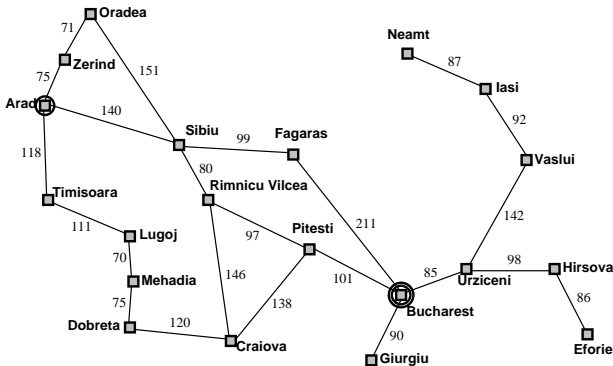 Oradea
Neamt
71
87
Zerind
75
151
Iasi
Arad
140
92
Sibiu
99
Fagaras
118
80
Vaslui
Timisoara
Rimnicu Vilcea
111
211
142
Lugoj
97
Pitesti
70
98
146
101
85
Hirsova
Mehadia
Urziceni
75
138
86
Bucharest
120
Dobreta
90
Craiova
Eforie
Giurgiu